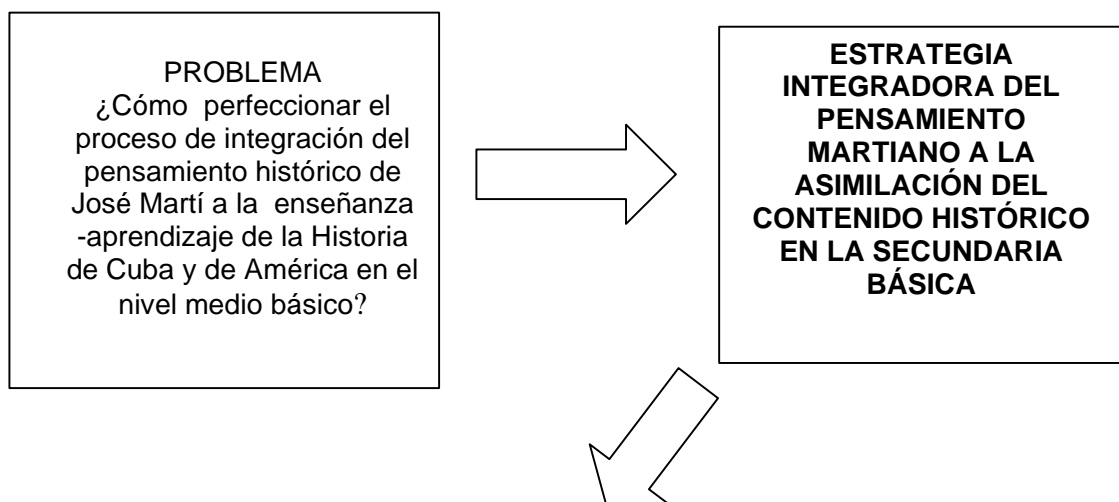 PROBLEMA
¿Cómo perfeccionar el
proceso de integración del
pensamiento histórico de
José Martí a la enseñanza
-aprendizaje de la Historia
de Cuba y de América en el
nivel medio básico?
ESTRATEGIA
INTEGRADORA DEL
PENSAMIENTO
MARTIANO A LA
ASIMILACIÓN DEL
CONTENIDO HISTÓRICO
EN LA SECUNDARIA
BÁSICA